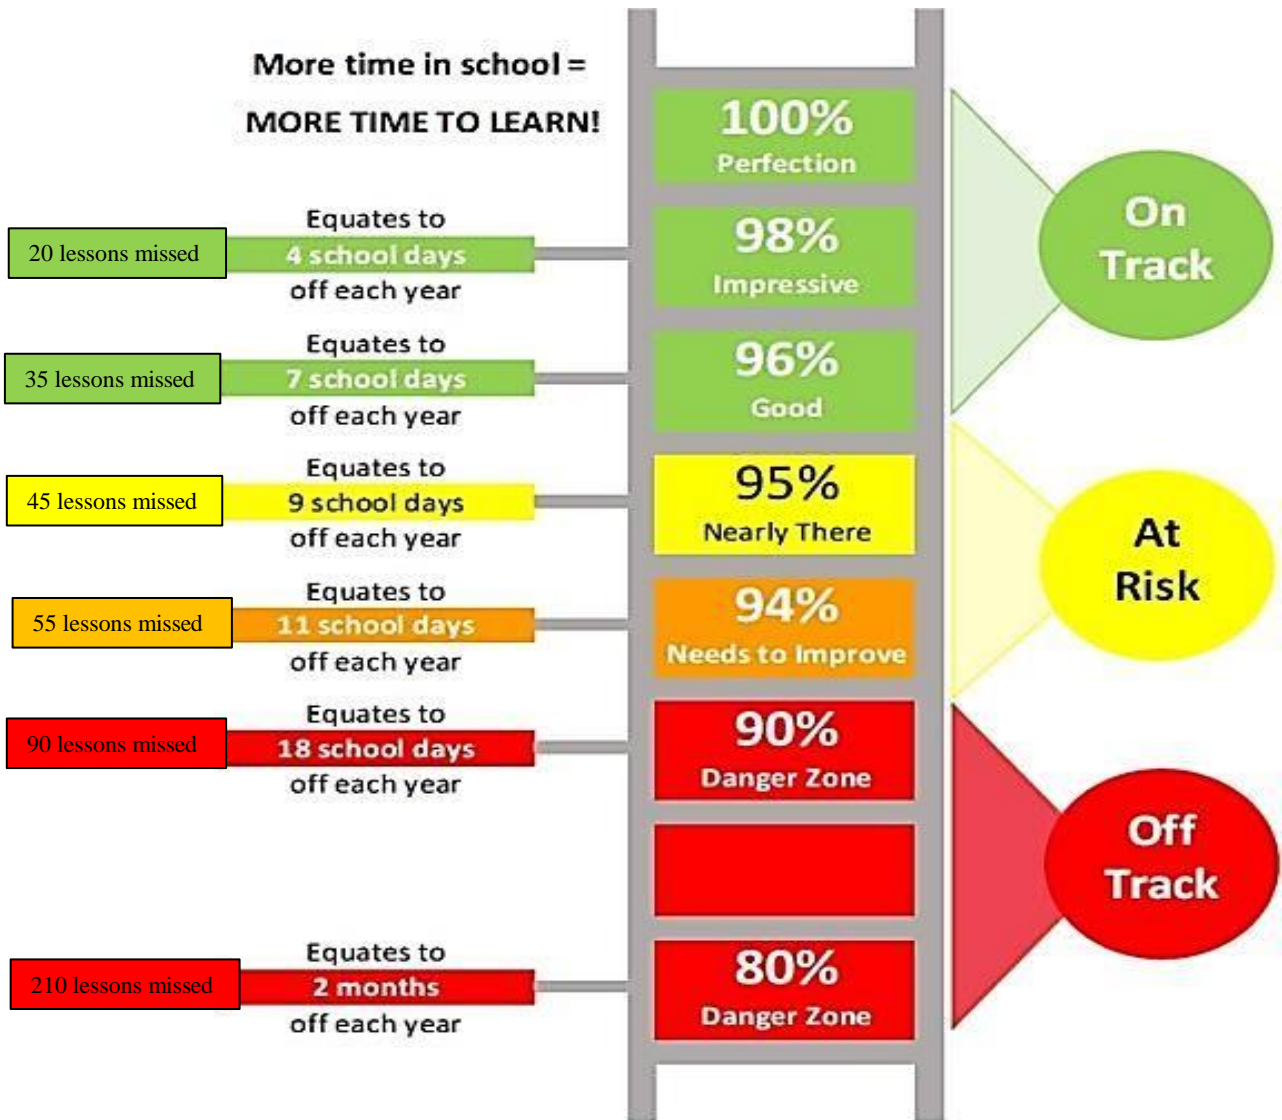 More time in school =
MORE TIME TO LEARN!
100%
Perfection
On
Track
20 lessons missed
Equates to
4 school days
off each year
98%
Impressive
35 lessons missed
Equates to
7 school days
off each year
96%
Good
45 lessons missed
Equates to
9 school days
off each year
95%
Nearly There
At
Risk
55 lessons missed
Equates to
11 school days
off each year
94%
Needs to Improve
90 lessons missed
Equates to
18 school days
off each year
90%
Danger Zone
Off
Track
210 lessons missed
Equates to
2 months
off each year
80%
Danger Zone